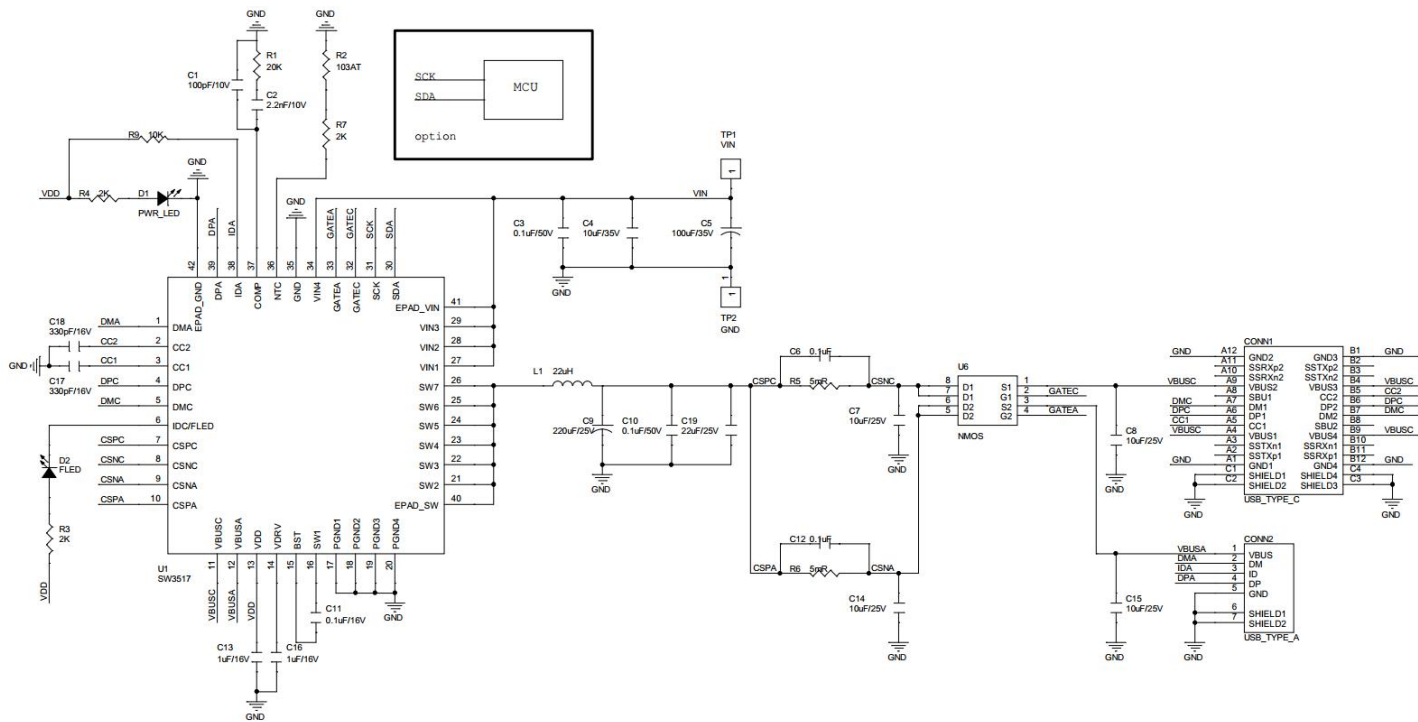 GND
GND
R1
20K
R2
103AT
C1
100pF/10V
C2
2.2nF/10V
SCK
SDA
MCU
option
R9 10K
R7
2K
TP1
VIN
1
GND
VDD
R4 2K
D1
PWR_LED
GND
VIN
DPA
IDA
GATEA
GATEC
SCK
SDA
C3
0.1uF/50V
C4
10uF/35V
C5
100uF/35V
GND
1
1
TP2
GND
42
39
38
37
36
35
34
33
32
31
30
EPAD_GND
DPA
IDA
COMP
NTC
GND
VIN4
GATEA
GATEC
SCK
SDA
C18
330pF/16V
GND
C17
330pF/16V
DMA 1 DMA
CC2 2 CC2
CC1 3 CC1
DPC 4 DPC
DMC 5 DMC
6 IDC/FLED
CSPC 7 CSPC
CSNC 8 CSNC
CSNA 9 CSNA
CSPA 10 CSPA
EPAD_VIN 41
VIN3 29
VIN2 28
VIN1 27
SW7 26
SW6 25
SW5 24
SW4 23
SW3 22
SW2 21
EPAD_SW 40
D2
FLED
R3
2K
VDD
U1
SW3517
VBUSC
VBUSA
VDD
VDRV
BST
SW1
PGND1
PGND2
PGND3
PGND4
11
12
13
14
15
16
17
18
19
20
VBUSC
VBUSA
VDD
C11
0.1uF/16V
GND
C13
1uF/16V
C16
1uF/16V
GND
L1 22uH
C9
220uF/25V
C10
0.1uF/50V
C19
22uF/25V
GND
C6 0.1uF
CSPC
R5 5mR
CSNC
C7
10uF/25V
GND
C12 0.1uF
CSPA
R6 5mR
CSNA
C14
10uF/25V
GND
U6
8 D1 S1 1
7 D1 G1 2 GATEC
6 D2 S2 3
5 D2 G2 4 GATEA
NMOS
C8
10uF/25V
GND
C15
10uF/25V
GND
CONN1
GND A12 GND2 GND3 B1 GND
A11 SSRXp2 SSTXp2 B2
A10 SSRXn2 SSTXn2 B3
VBUSC A9 VBUS2 VBUS3 B4 VBUSC
A8 SBU1 CC2 B5 CC2
DMC A7 DM1 DP2 B6 DPC
DPC A6 DP1 DM2 B7 DMC
CC1 A5 CC1 SBU2 B8
VBUSC A4 VBUS1 VBUS4 B9 VBUSC
A3 SSTXn1 SSRXn1 B10
A2 SSTXp1 SSRXp1 B11
GND A1 GND1 GND4 B12 GND
C1 SHIELD1 SHIELD4 C4
C2 SHIELD2 SHIELD3 C3
USB_TYPE_C
GND
GND
CONN2
VBUSA 1 VBUS
DMA 2 DM
IDA 3 ID
DPA 4 DP
5 GND
6 SHIELD1
7 SHIELD2
USB_TYPE_A
GND